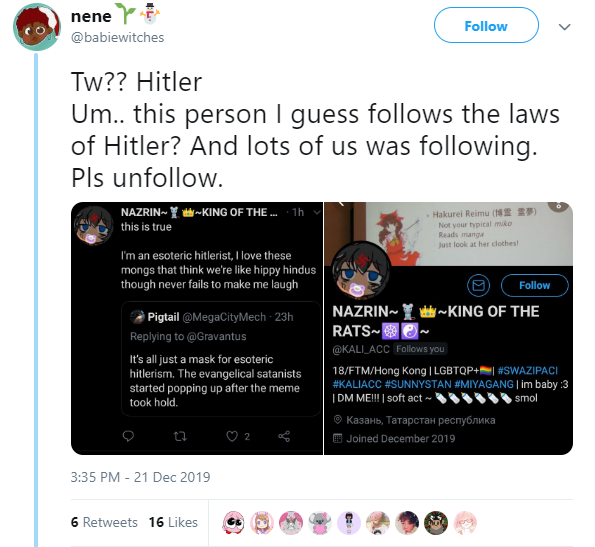 nene🌱⛄
@babiewitches
Follow
Tw?? Hitler
Um.. this person I guess follows the laws
of Hitler? And lots of us was following.
Pls unfollow.
NAZRIN~🐁👑~KING OF THE ... · 1h
this is true
I'm an esoteric hitlerist, I love these
mongs that think we're like hippy hindus
though never fails to make me laugh
Pigtail @MegaCityMech · 23h
Replying to @Gravantus
It's all just a mask for esoteric
hitlerism. The evangelical satanists
started popping up after the meme
took hold.
2
• Hakurei Reimu (博麗 霊夢)
Not your typical miko
Reads manga
Just look at her clothes!
Follow
NAZRIN~🐁👑~KING OF THE
RATS~☸️☯️~
@KALI_ACC Follows you
18/FTM/Hong Kong | LGBTQP+🏳️‍🌈| #SWAZIPACI
#KALIACC #SUNNYSTAN #MIYAGANG | im baby :3
| DM ME!!! | soft act ~ 🍼🍼🍼🍼🍼🍼 smol
Казань, Татарстан республика
Joined December 2019
3:35 PM - 21 Dec 2019
6 Retweets 16 Likes